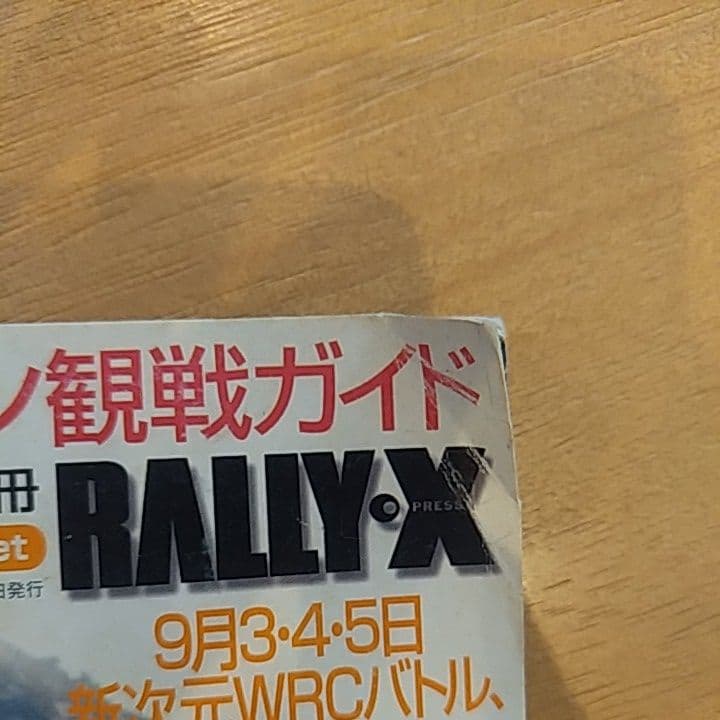 ン観戦ガイド
冊
RALLY・X
PRESS
et
日発行
9月3・4・5日
新次元WRCバトル、